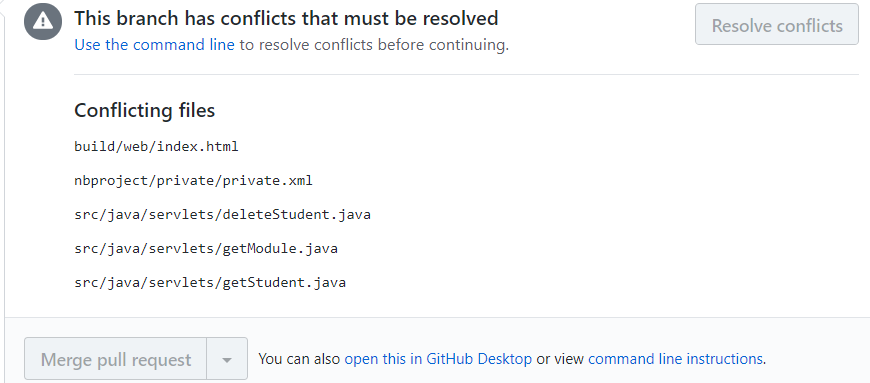 This branch has conflicts that must be resolved
Resolve conflicts
Use the command line to resolve conflicts before continuing.
Conflicting files
build/web/index.html
nbproject/private/private.xml
src/java/servlets/deleteStudent.java
src/java/servlets/getModule.java
src/java/servlets/getStudent.java
Merge pull request
You can also open this in GitHub Desktop or view command line instructions.